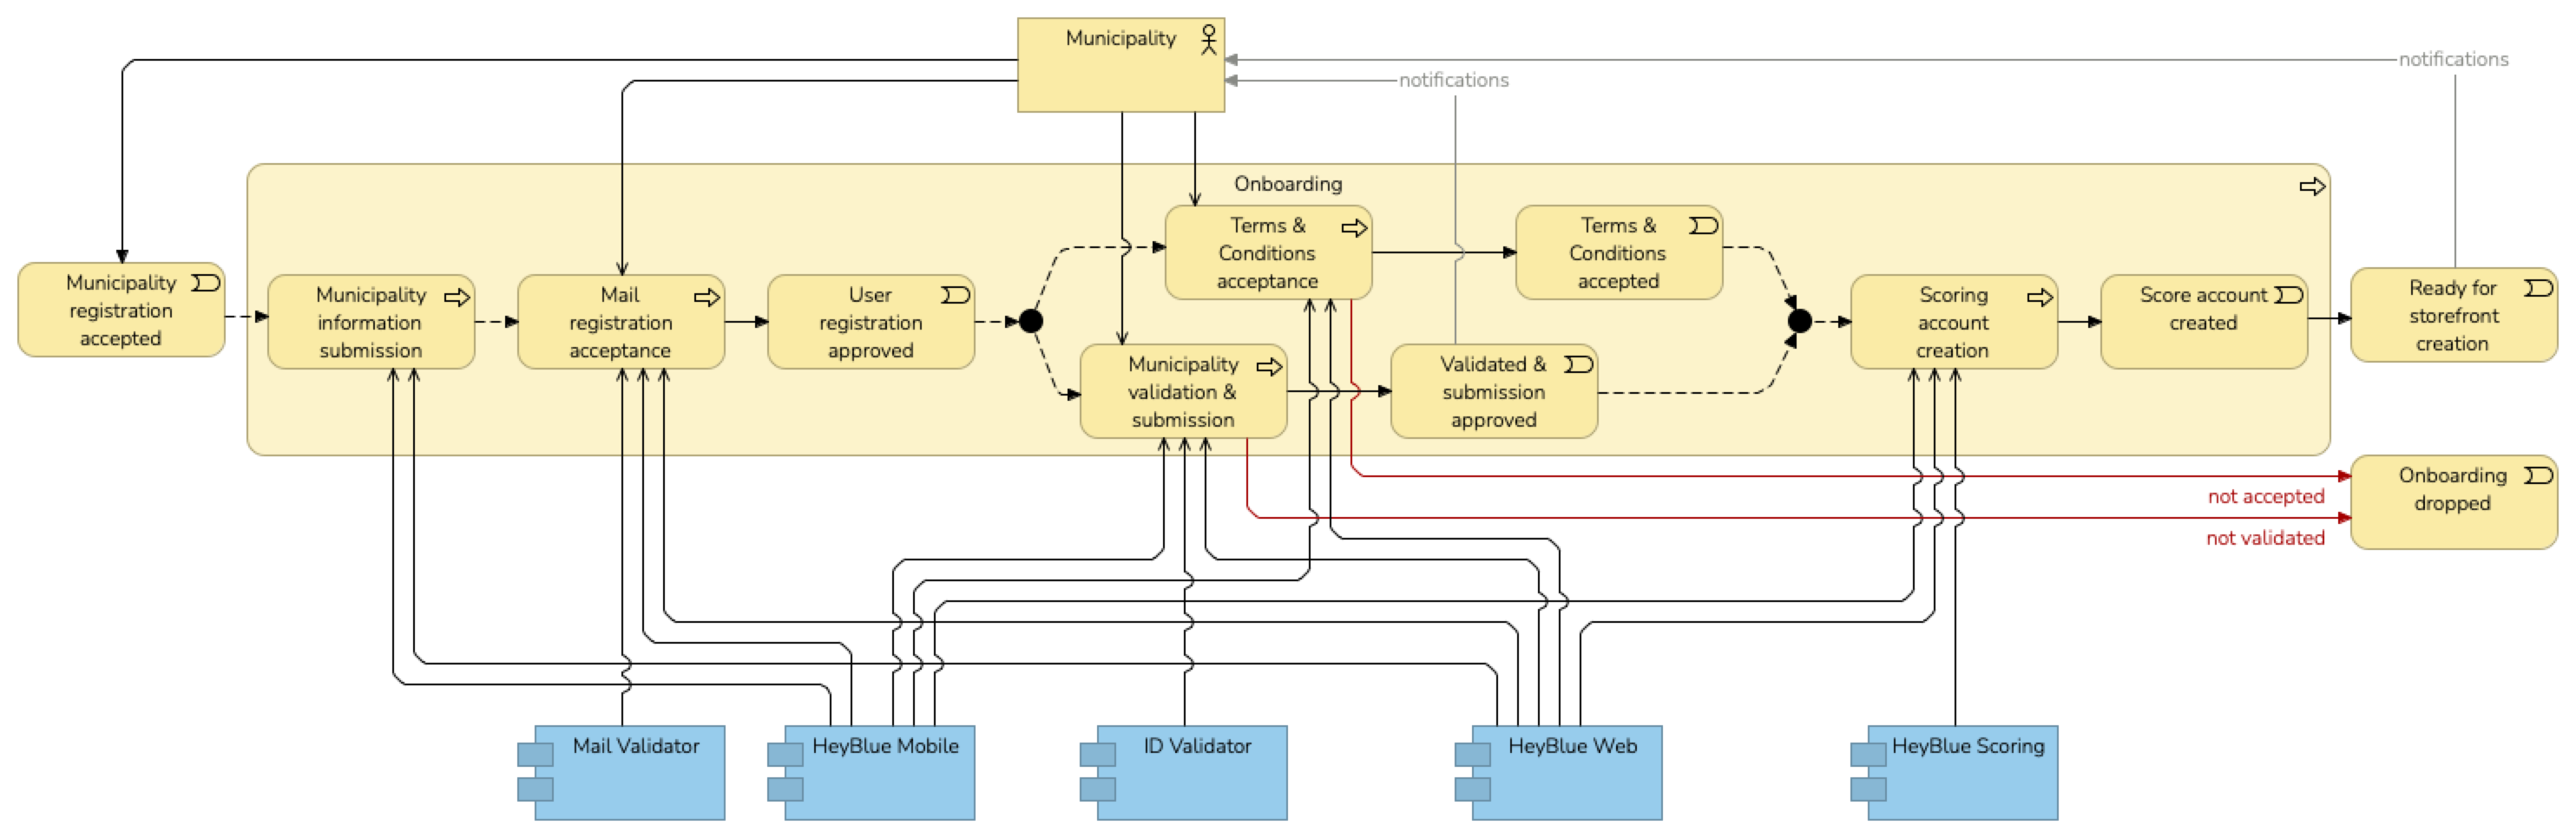 Municipality
notifications
notifications
Onboarding
Municipality
registration
accepted
Municipality
information
submission
Mail
registration
acceptance
User
registration
approved
Terms &
Conditions
acceptance
Terms &
Conditions
accepted
Municipality
validation &
submission
Validated &
submission
approved
Scoring
account
creation
Score account
created
Ready for
storefront
creation
Onboarding
dropped
not accepted
not validated
Mail Validator
HeyBlue Mobile
ID Validator
HeyBlue Web
HeyBlue Scoring